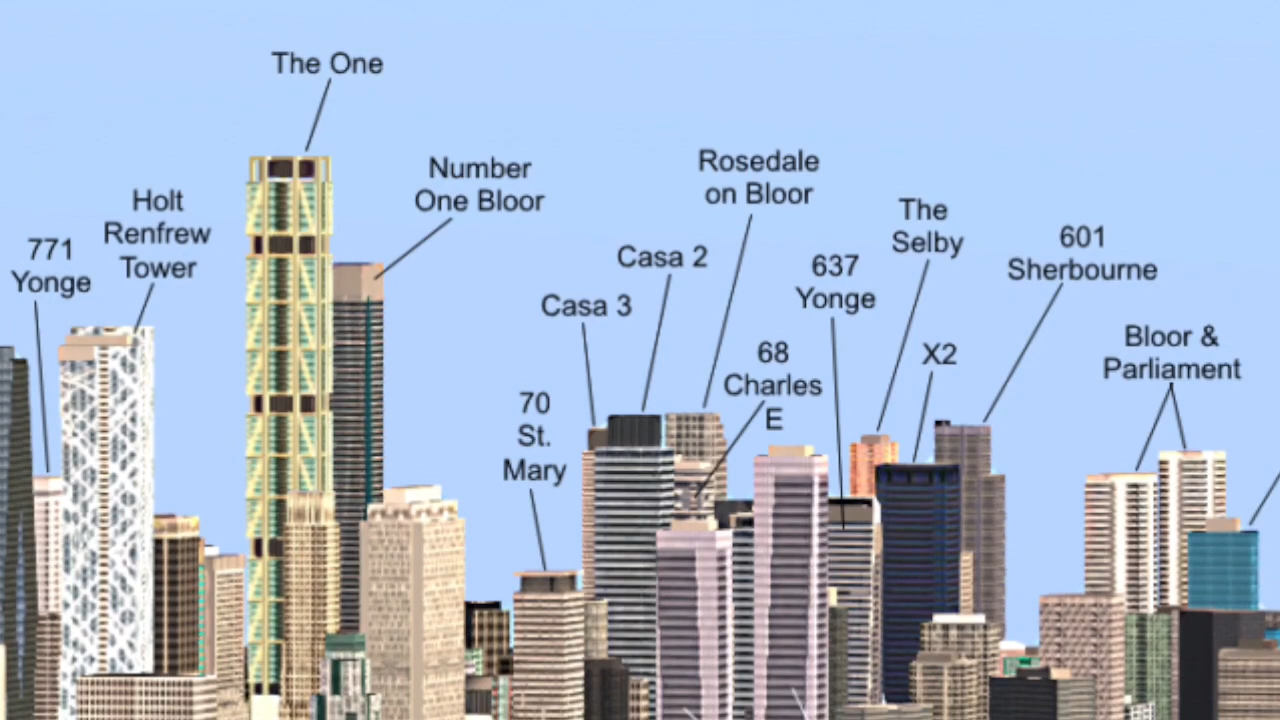 The One
Number
One Bloor
Holt
Renfrew
Tower
771
Yonge
Rosedale
on Bloor
Casa 2
Casa 3
70
St.
Mary
68
Charles
E
637
Yonge
The
Selby
X2
601
Sherbourne
Bloor &
Parliament